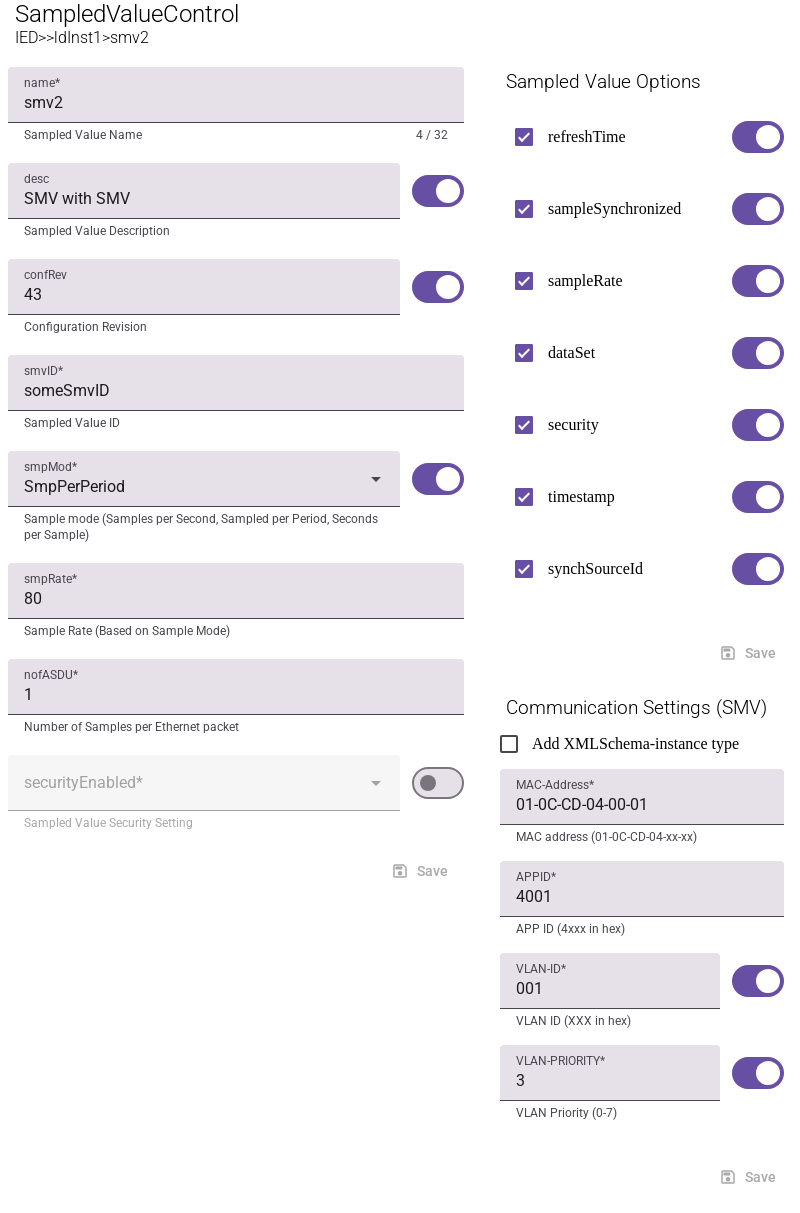 SampledValueControl
IED>>ldInst1>smv2
name*
smv2
Sampled Value Name
4 / 32
desc
SMV with SMV
Sampled Value Description
confRev
43
Configuration Revision
smvID*
someSmvID
Sampled Value ID
smpMod*
SmpPerPeriod
Sample mode (Samples per Second, Sampled per Period, Seconds
per Sample)
smpRate*
80
Sample Rate (Based on Sample Mode)
nofASDU*
1
Number of Samples per Ethernet packet
securityEnabled*
Sampled Value Security Setting
Save
Sampled Value Options
refreshTime
sampleSynchronized
sampleRate
dataSet
security
timestamp
synchSourceId
Save
Communication Settings (SMV)
Add XMLSchema-instance type
MAC-Address*
01-0C-CD-04-00-01
MAC address (01-0C-CD-04-xx-xx)
APPID*
4001
APP ID (4xxx in hex)
VLAN-ID*
001
VLAN ID (XXX in hex)
VLAN-PRIORITY*
3
VLAN Priority (0-7)
Save